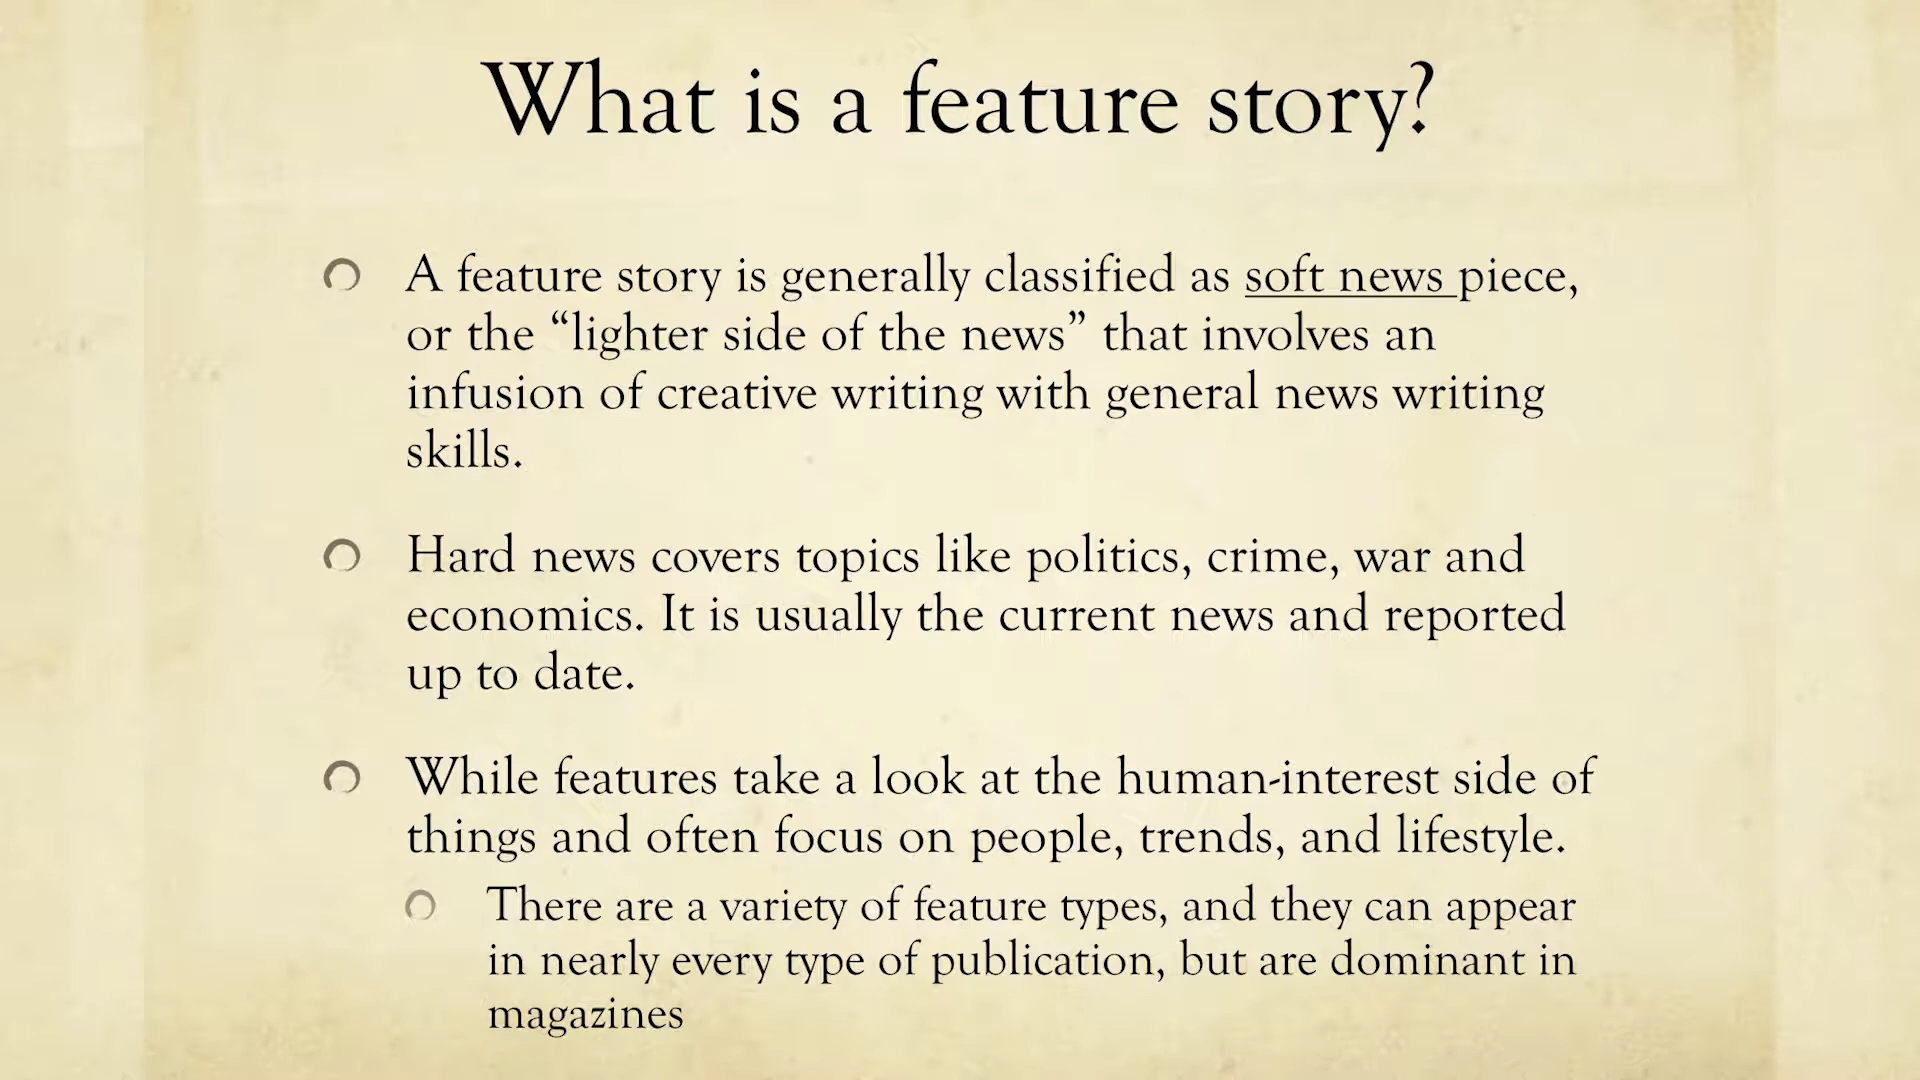 What is a feature story?
A feature story is generally classified as soft news piece,
or the “lighter side of the news” that involves an
infusion of creative writing with general news writing
skills.
Hard news covers topics like politics, crime, war and
economics. It is usually the current news and reported
up to date.
While features take a look at the human-interest side of
things and often focus on people, trends, and lifestyle.
There are a variety of feature types, and they can appear
in nearly every type of publication, but are dominant in
magazines